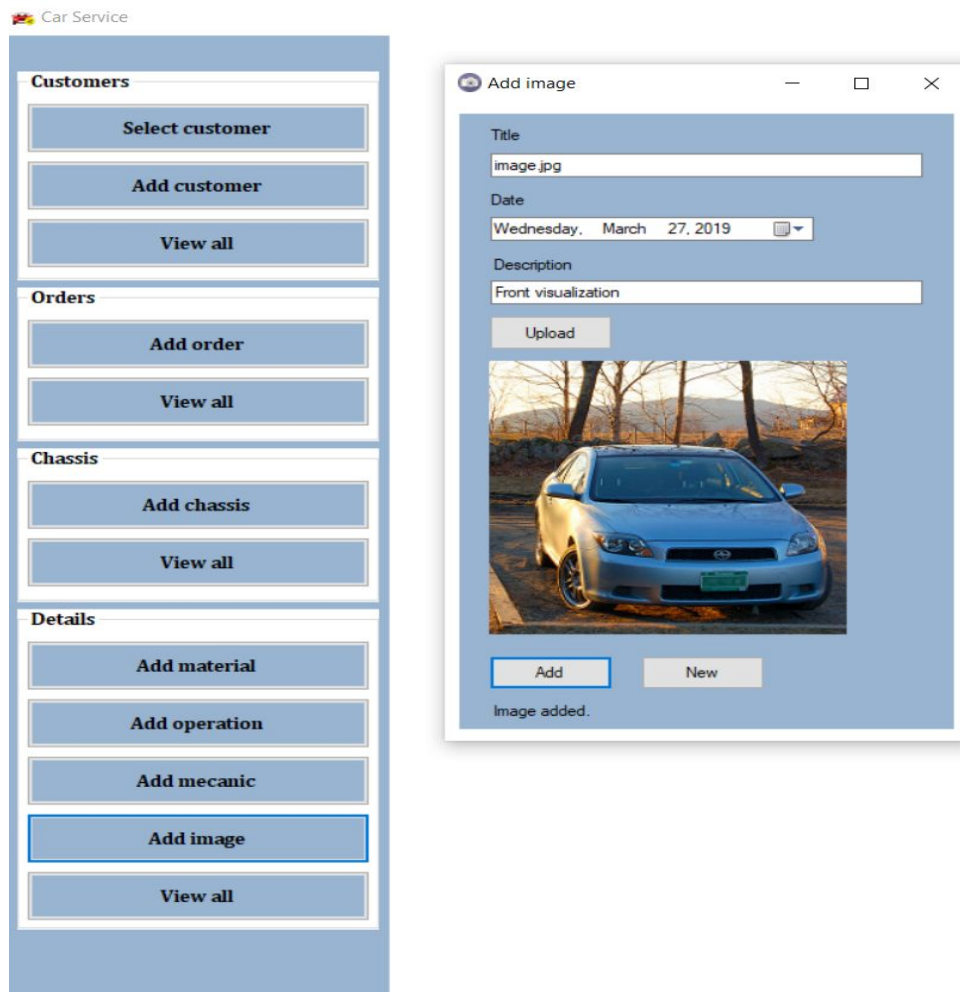 Car Service
Customers
Select customer
Add customer
View all
Orders
Add order
View all
Chassis
Add chassis
View all
Details
Add material
Add operation
Add mecanic
Add image
View all
Add image
Title
image.jpg
Date
Wednesday, March 27, 2019
Description
Front visualization
Upload
Add New
Image added.